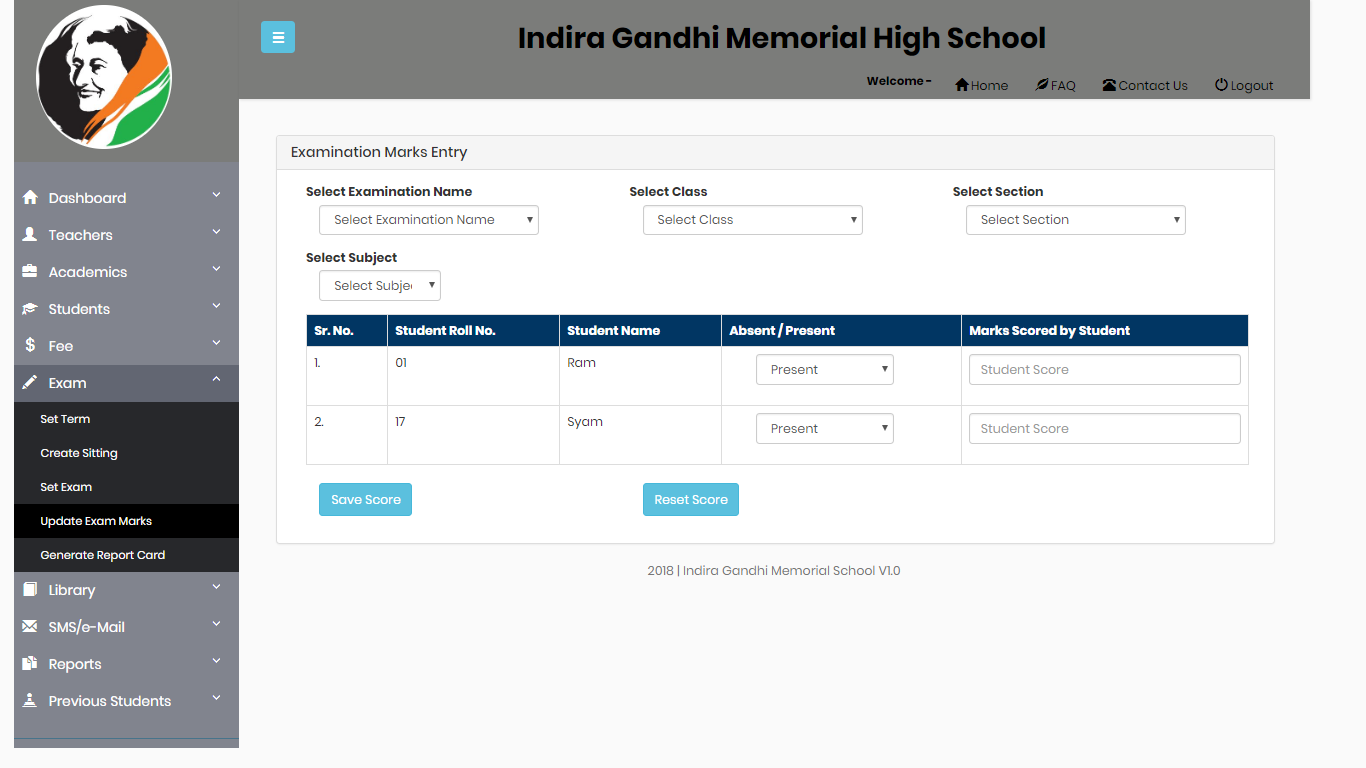 Indira Gandhi Memorial High School
Welcome -
Home
FAQ
Contact Us
Logout
Dashboard
Teachers
Academics
Students
Fee
Exam
Set Term
Create Sitting
Set Exam
Update Exam Marks
Generate Report Card
Library
SMS/e-Mail
Reports
Previous Students
Examination Marks Entry
Select Examination Name Select Class Select Section
Select Examination Name Select Class Select Section
Select Subject
Select Subjec
Sr. No. Student Roll No. Student Name Absent / Present Marks Scored by Student
1. 01 Ram Present Student Score
2. 17 Syam Present Student Score
Save Score Reset Score
2018 | Indira Gandhi Memorial School V1.0